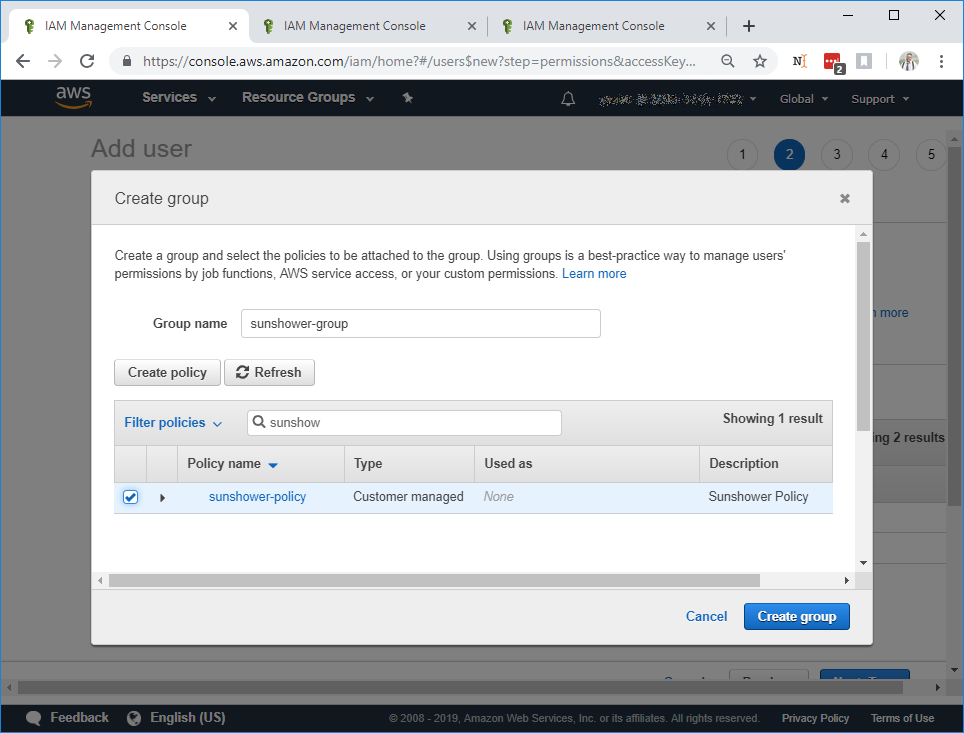 IAM Management Console
IAM Management Console
IAM Management Console
https://console.aws.amazon.com/iam/home?#/users$new?step=permissions&accessKey...
2
aws
Services
Resource Groups
Global
Support
Add user
1
2
3
4
5
Create group
Create a group and select the policies to be attached to the group. Using groups is a best-practice way to manage users'
permissions by job functions, AWS service access, or your custom permissions. Learn more
more
Group name
sunshower-group
Create policy
Refresh
Filter policies
sunshow
Showing 1 result
ing 2 results
Policy name
Type
Used as
Description
sunshower-policy
Customer managed
None
Sunshower Policy
Cancel
Create group
Feedback
English (US)
© 2008 - 2019, Amazon Web Services, Inc. or its affiliates. All rights reserved.
Privacy Policy
Terms of Use